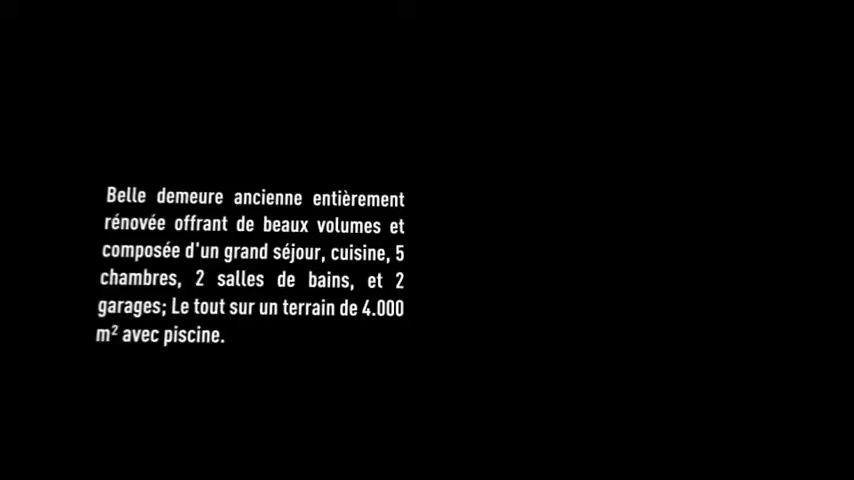 Belle demeure ancienne entièrement
rénovée offrant de beaux volumes et
composée d'un grand séjour, cuisine, 5
chambres, 2 salles de bains, et 2
garages; Le tout sur un terrain de 4.000
m² avec piscine.